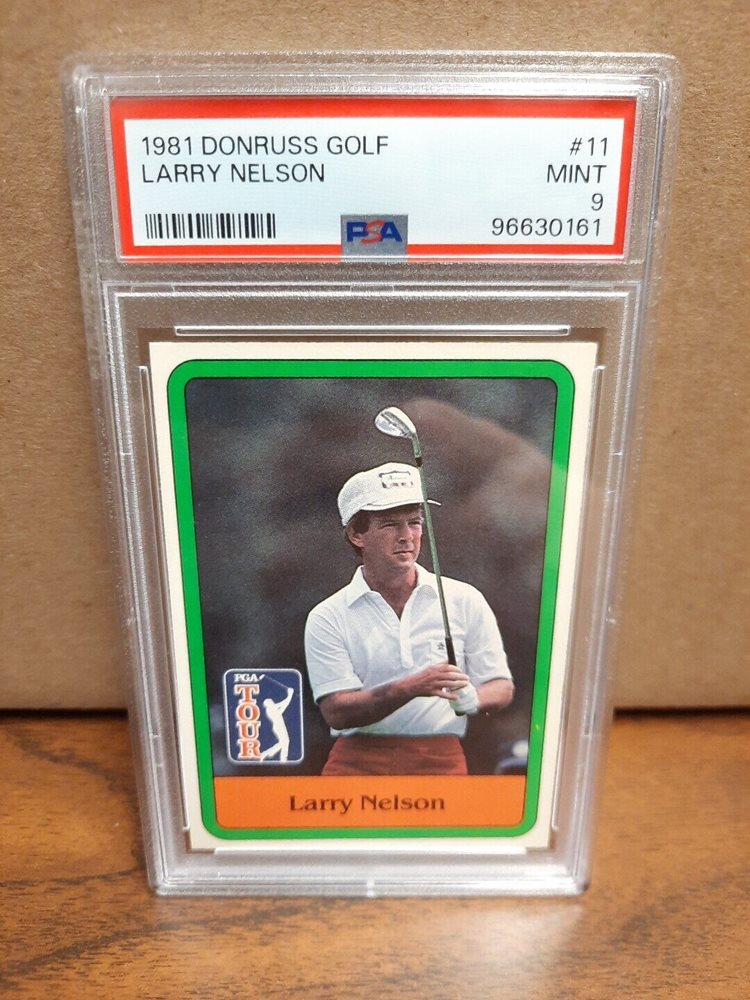 1981 DONRUSS GOLF #11
LARRY NELSON MINT
9
PSA 96630161
PGA
TOUR
Larry Nelson